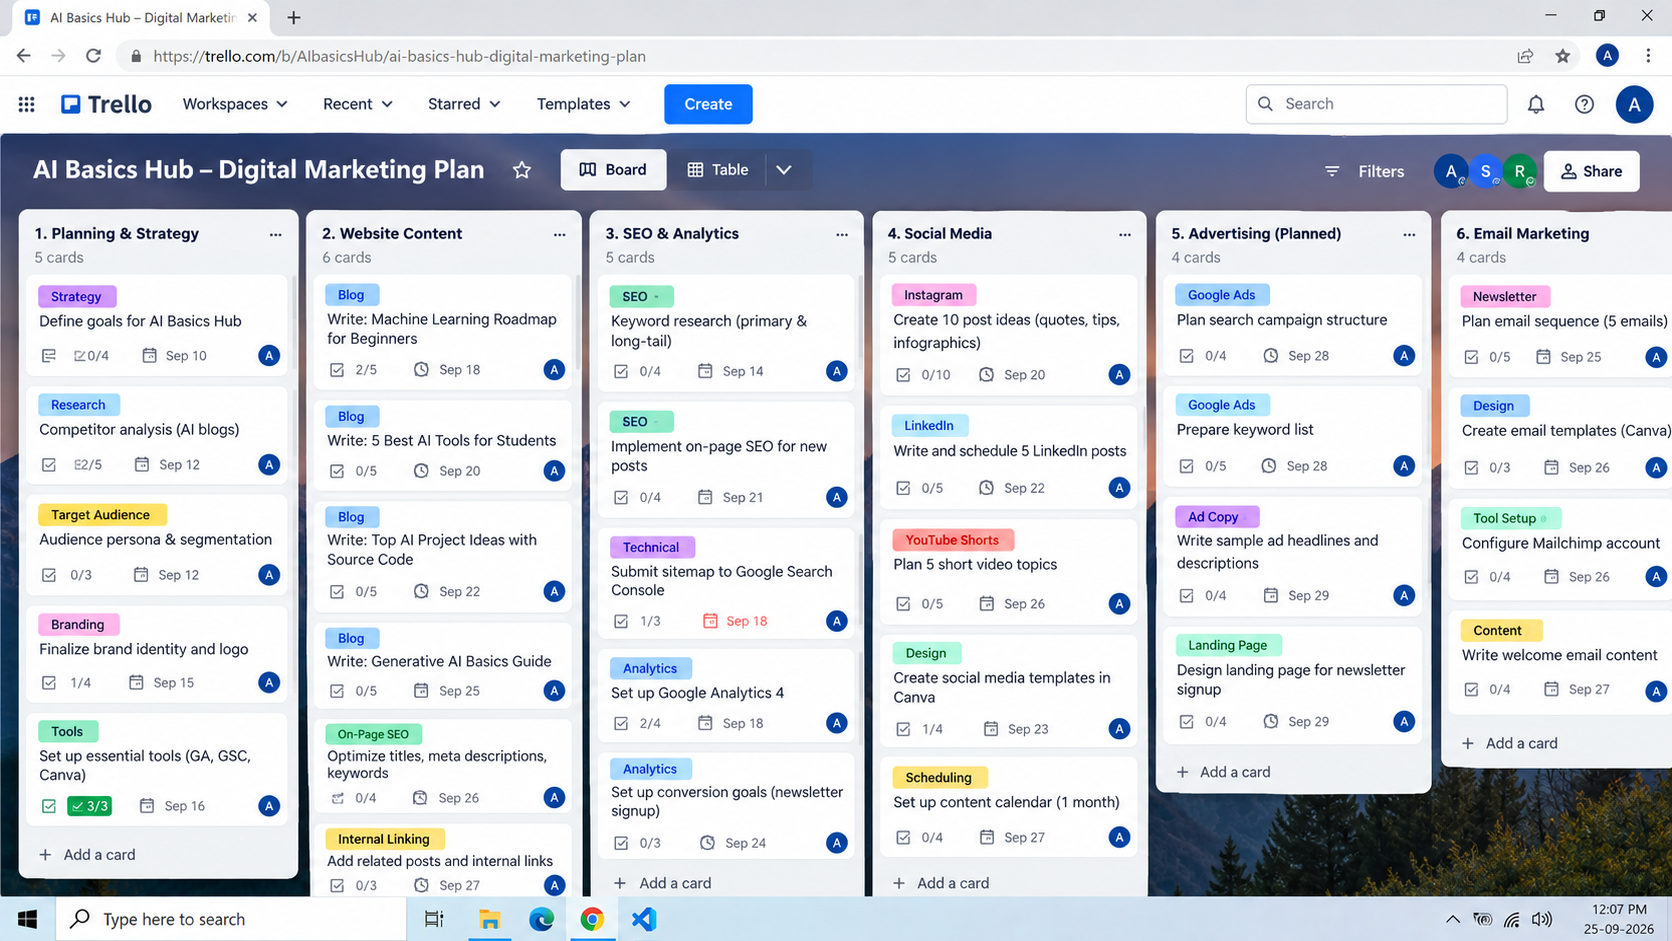 AI Basics Hub – Digital Marketin
https://trello.com/b/AIbasicsHub/ai-basics-hub-digital-marketing-plan
A
Trello
Workspaces
Recent
Starred
Templates
Create
Search
A
AI Basics Hub – Digital Marketing Plan
Board
Table
Filters
A
S
R
Share
1. Planning & Strategy
5 cards
Strategy
Define goals for AI Basics Hub
0/4
Sep 10
A
Research
Competitor analysis (AI blogs)
2/5
Sep 12
A
Target Audience
Audience persona & segmentation
0/3
Sep 12
A
Branding
Finalize brand identity and logo
1/4
Sep 15
A
Tools
Set up essential tools (GA, GSC,
Canva)
3/3
Sep 16
A
+ Add a card
2. Website Content
6 cards
Blog
Write: Machine Learning Roadmap
for Beginners
2/5
Sep 18
A
Blog
Write: 5 Best AI Tools for Students
0/5
Sep 20
A
Blog
Write: Top AI Project Ideas with
Source Code
0/5
Sep 22
A
Blog
Write: Generative AI Basics Guide
0/5
Sep 25
A
On-Page SEO
Optimize titles, meta descriptions,
keywords
0/4
Sep 26
A
Internal Linking
Add related posts and internal links
0/3
Sep 27
A
3. SEO & Analytics
5 cards
SEO
Keyword research (primary &
long-tail)
0/4
Sep 14
A
SEO
Implement on-page SEO for new
posts
0/4
Sep 21
A
Technical
Submit sitemap to Google Search
Console
1/3
Sep 18
A
Analytics
Set up Google Analytics 4
2/4
Sep 18
A
Analytics
Set up conversion goals (newsletter
signup)
0/3
Sep 24
A
+ Add a card
4. Social Media
5 cards
Instagram
Create 10 post ideas (quotes, tips,
infographics)
0/10
Sep 20
A
LinkedIn
Write and schedule 5 LinkedIn posts
0/5
Sep 22
A
YouTube Shorts
Plan 5 short video topics
0/5
Sep 26
A
Design
Create social media templates in
Canva
1/4
Sep 23
A
Scheduling
Set up content calendar (1 month)
0/4
Sep 27
A
+ Add a card
5. Advertising (Planned)
4 cards
Google Ads
Plan search campaign structure
0/4
Sep 28
A
Google Ads
Prepare keyword list
0/5
Sep 28
A
Ad Copy
Write sample ad headlines and
descriptions
0/4
Sep 29
A
Landing Page
Design landing page for newsletter
signup
0/4
Sep 29
A
+ Add a card
6. Email Marketing
4 cards
Newsletter
Plan email sequence (5 emails)
0/5
Sep 25
A
Design
Create email templates (Canva)
0/3
Sep 26
A
Tool Setup
Configure Mailchimp account
0/4
Sep 26
A
Content
Write welcome email content
0/4
Sep 27
A
+ Add a card
Type here to search
12:07 PM
25-09-2026